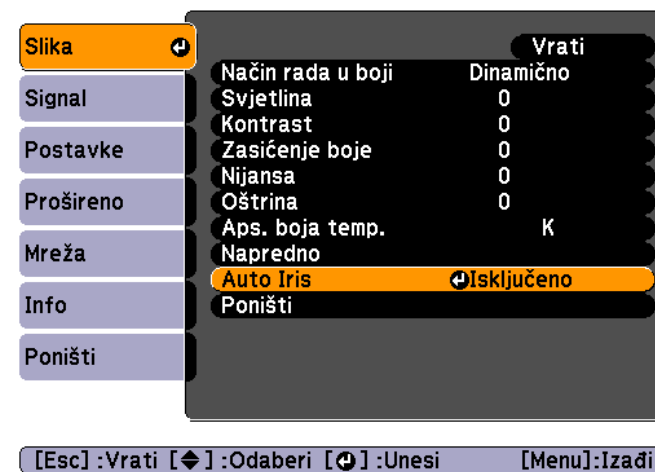 Slika
Signal
Postavke
Prošireno
Mreža
Info
Poništi
Vrati
Način rada u boji Dinamično
Svjetlina 0
Kontrast 0
Zasićenje boje 0
Nijansa 0
Oštrina 0
Aps. boja temp. K
Napredno
Auto Iris Isključeno
Poništi
[Esc] :Vrati [◆] :Odaberi [↵] :Unesi [Menu]:Izađi